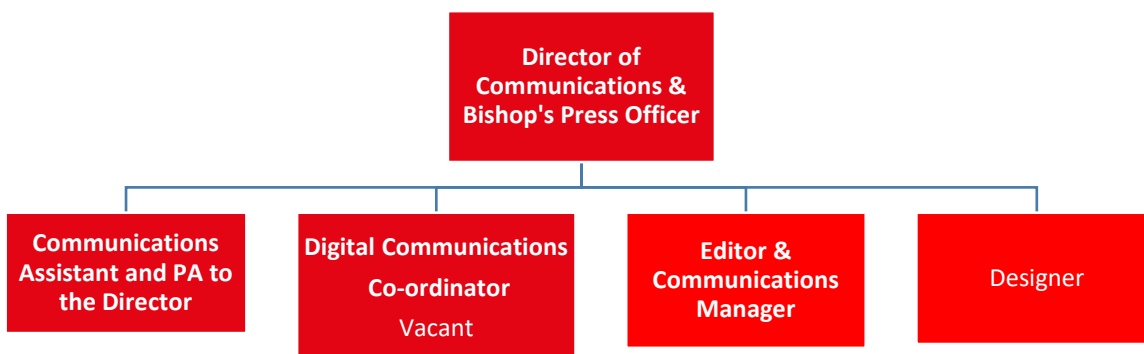 Director of
Communications &
Bishop's Press Officer
Communications
Assistant and PA to
the Director
Digital Communications
Co-ordinator
Vacant
Editor &
Communications
Manager
Designer